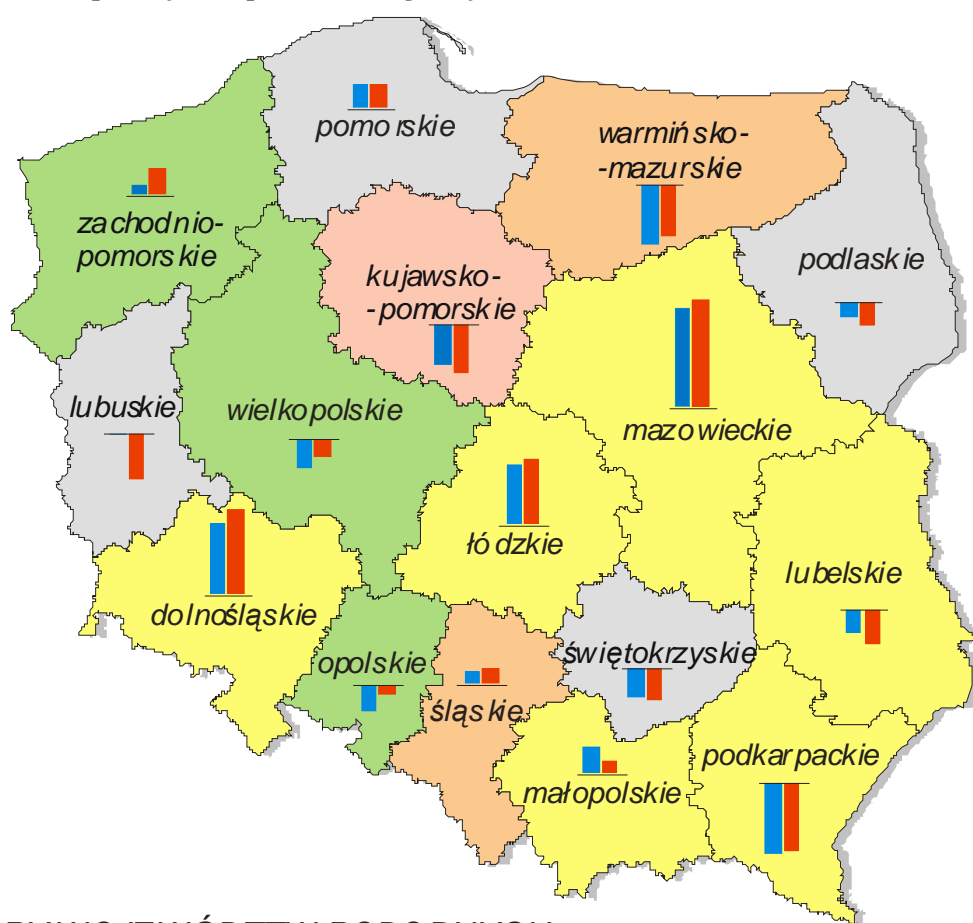 pomorskie
warmińsko-
-mazurskie
zachodnio-
pomorskie
kujawsko-
-pomorskie
podlaskie
lubuskie
wielkopolskie
mazowieckie
łódzkie
lubelskie
dolnośląskie
opolskie
świętokrzyskie
śląskie
podkarpackie
małopolskie